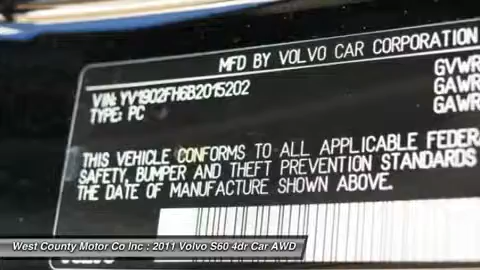 MFD BY VOLVO CAR CORPORATION
GVWR
VIN: YV1902FH6B2015202
GAWR
TYPE: PC
GAWR
THIS VEHICLE CONFORMS TO ALL APPLICABLE FEDER
SAFETY, BUMPER AND THEFT PREVENTION STANDARDS
THE DATE OF MANUFACTURE SHOWN ABOVE.
West County Motor Co Inc : 2011 Volvo S60 4dr Car AWD
VOLVO